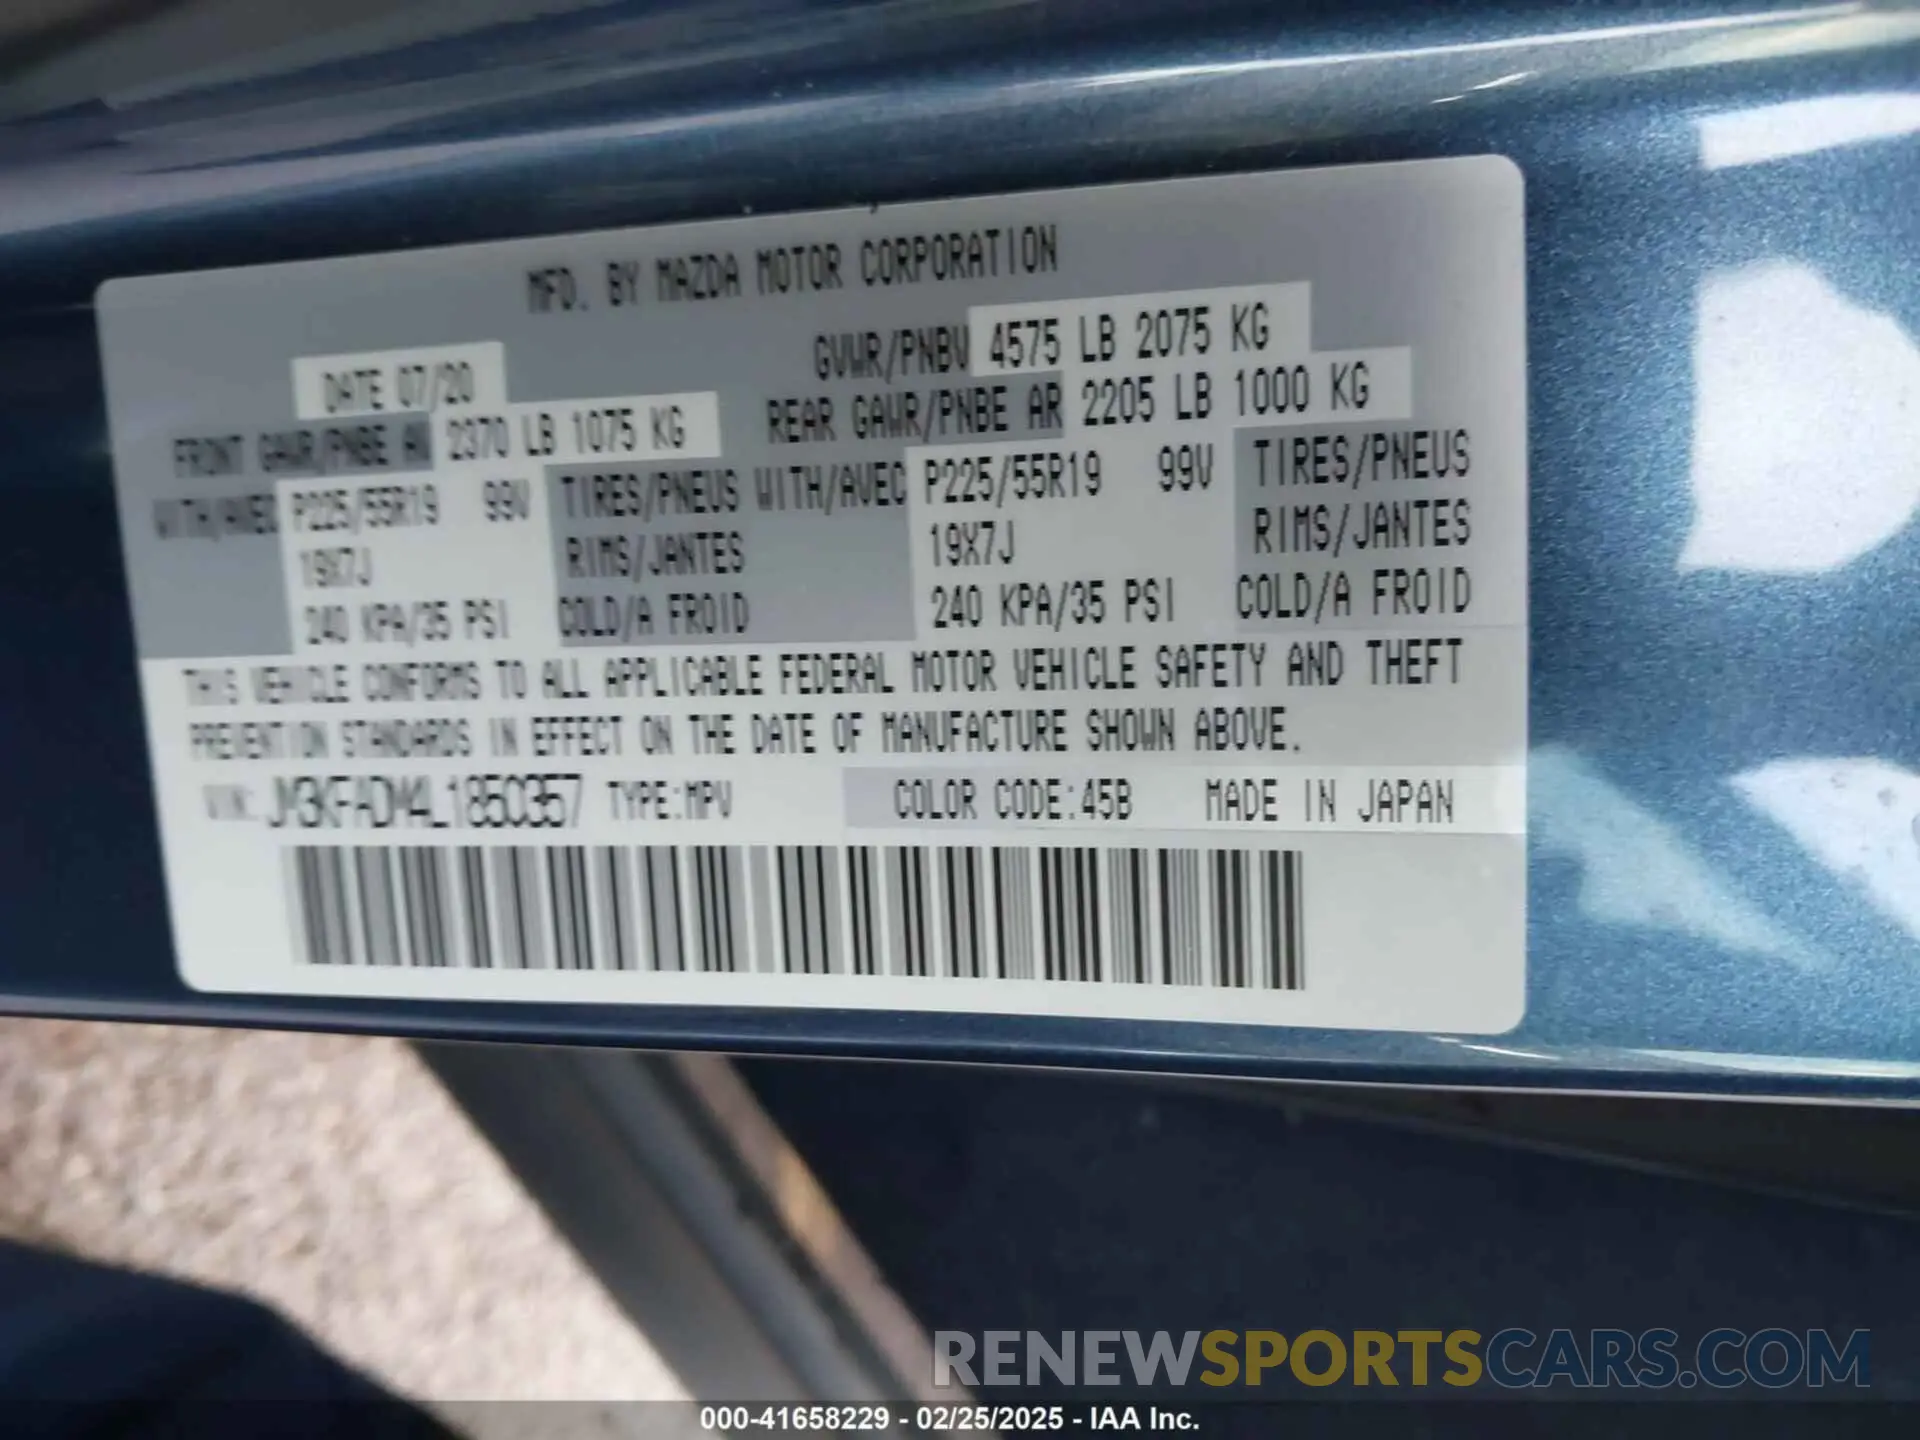 MFD. BY MAZDA MOTOR CORPORATION
DATE 07/20 GVWR/PNBV 4575 LB 2075 KG
FRONT GAWR/PNBE AV 2370 LB 1075 KG REAR GAWR/PNBE AR 2205 LB 1000 KG
WITH/AVEC P225/55R19 99V TIRES/PNEUS WITH/AVEC P225/55R19 99V TIRES/PNEUS
19X7J RIMS/JANTES 19X7J RIMS/JANTES
240 KPA/35 PSI COLD/A FROID 240 KPA/35 PSI COLD/A FROID
THIS VEHICLE CONFORMS TO ALL APPLICABLE FEDERAL MOTOR VEHICLE SAFETY AND THEFT
PREVENTION STANDARDS IN EFFECT ON THE DATE OF MANUFACTURE SHOWN ABOVE.
VIN: JM3KFADM4L1850357 TYPE:MPV COLOR CODE:45B MADE IN JAPAN
RENEWSPORTSCARS.COM
000-41658229 - 02/25/2025 - IAA Inc.